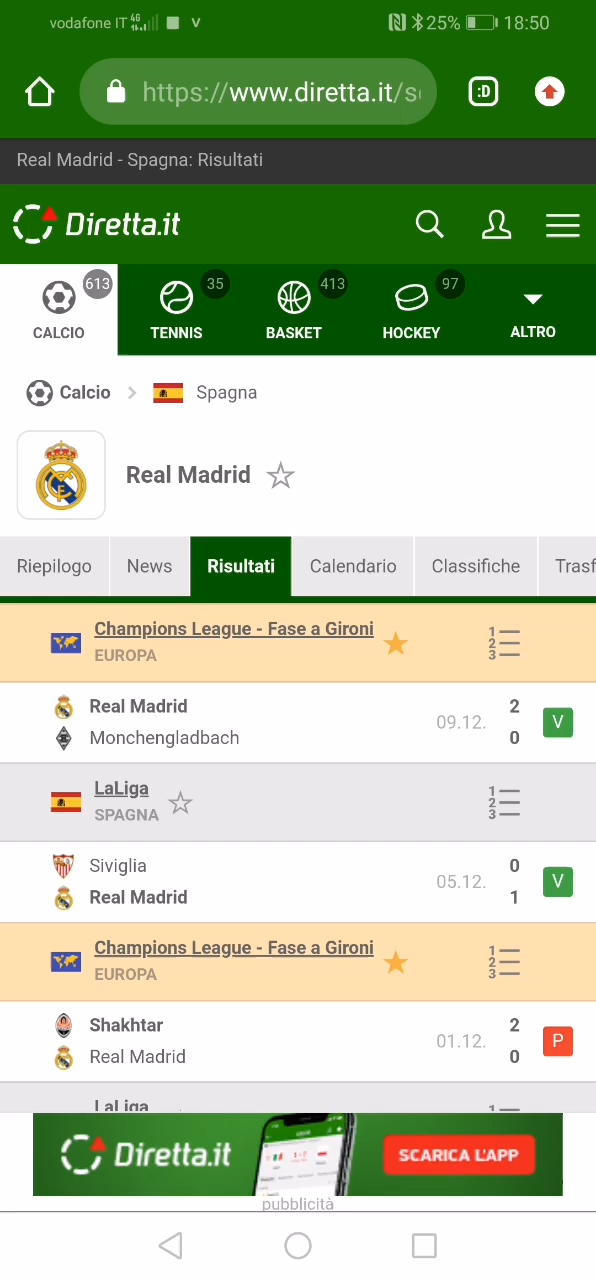 vodafone IT 4G V 25% 18:50
https://www.diretta.it/s :D
Real Madrid - Spagna: Risultati
Diretta.it
613 35 413 97
CALCIO TENNIS BASKET HOCKEY ALTRO
Calcio Spagna
Real Madrid
Riepilogo News Risultati Calendario Classifiche Trasf
Champions League - Fase a Gironi
EUROPA
Real Madrid 2
09.12. V
Monchengladbach 0
LaLiga
SPAGNA
Siviglia 0
05.12. V
Real Madrid 1
Champions League - Fase a Gironi
EUROPA
Shakhtar 2
01.12. P
Real Madrid 0
LaLiga
Diretta.it SCARICA L'APP
pubblicità